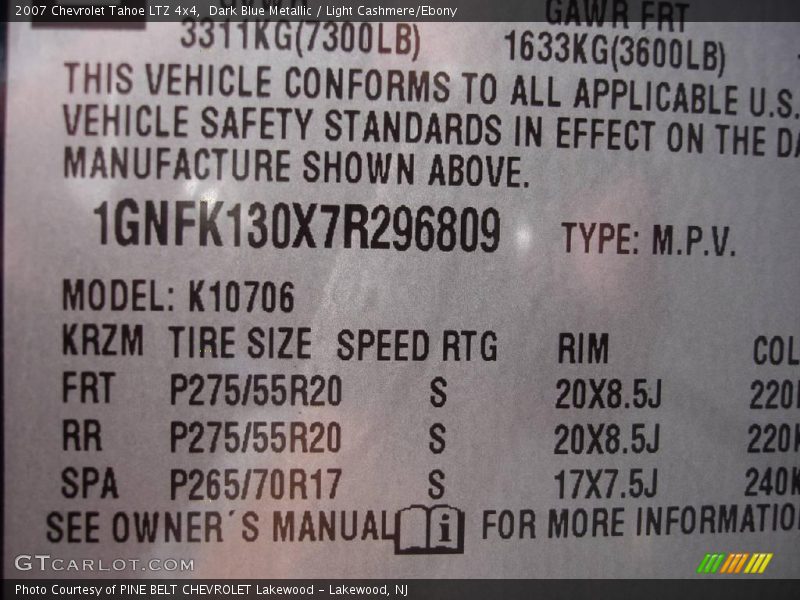 2007 Chevrolet Tahoe LTZ 4x4, Dark Blue Metallic / Light Cashmere/Ebony
GAWR FRT
3311KG(7300LB) 1633KG(3600LB)
THIS VEHICLE CONFORMS TO ALL APPLICABLE U.S.
VEHICLE SAFETY STANDARDS IN EFFECT ON THE DA
MANUFACTURE SHOWN ABOVE.
1GNFK130X7R296809 TYPE: M.P.V.
MODEL: K10706
KRZM TIRE SIZE SPEED RTG RIM COL
FRT P275/55R20 S 20X8.5J 220
RR P275/55R20 S 20X8.5J 220K
SPA P265/70R17 S 17X7.5J 240K
SEE OWNER´S MANUAL i FOR MORE INFORMATIO
GTCARLOT.COM
Photo Courtesy of PINE BELT CHEVROLET Lakewood - Lakewood, NJ